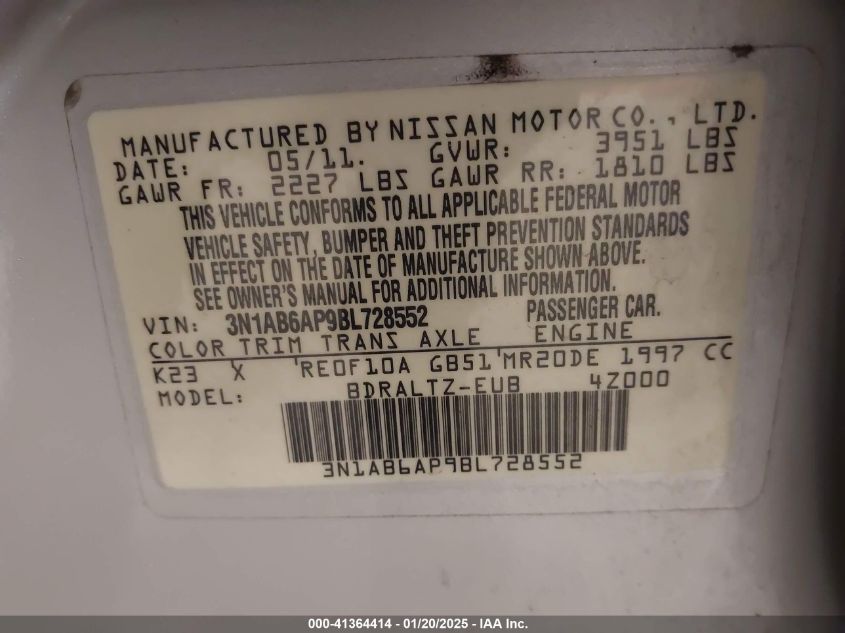 MANUFACTURED BY NISSAN MOTOR CO., LTD.
DATE: 05/11. GVWR: 3951 LBS
GAWR FR: 2227 LBS GAWR RR: 1810 LBS
THIS VEHICLE CONFORMS TO ALL APPLICABLE FEDERAL MOTOR
VEHICLE SAFETY, BUMPER AND THEFT PREVENTION STANDARDS
IN EFFECT ON THE DATE OF MANUFACTURE SHOWN ABOVE.
SEE OWNER'S MANUAL FOR ADDITIONAL INFORMATION.
VIN: 3N1AB6AP9BL728552 PASSENGER CAR.
COLOR TRIM TRANS AXLE ENGINE
K23 X 'RE0F10A GB51'MR20DE 1997 CC
MODEL: BDRALTZ-EUB 4Z000
3N1AB6AP9BL728552
000-41364414 - 01/20/2025 - IAA Inc.